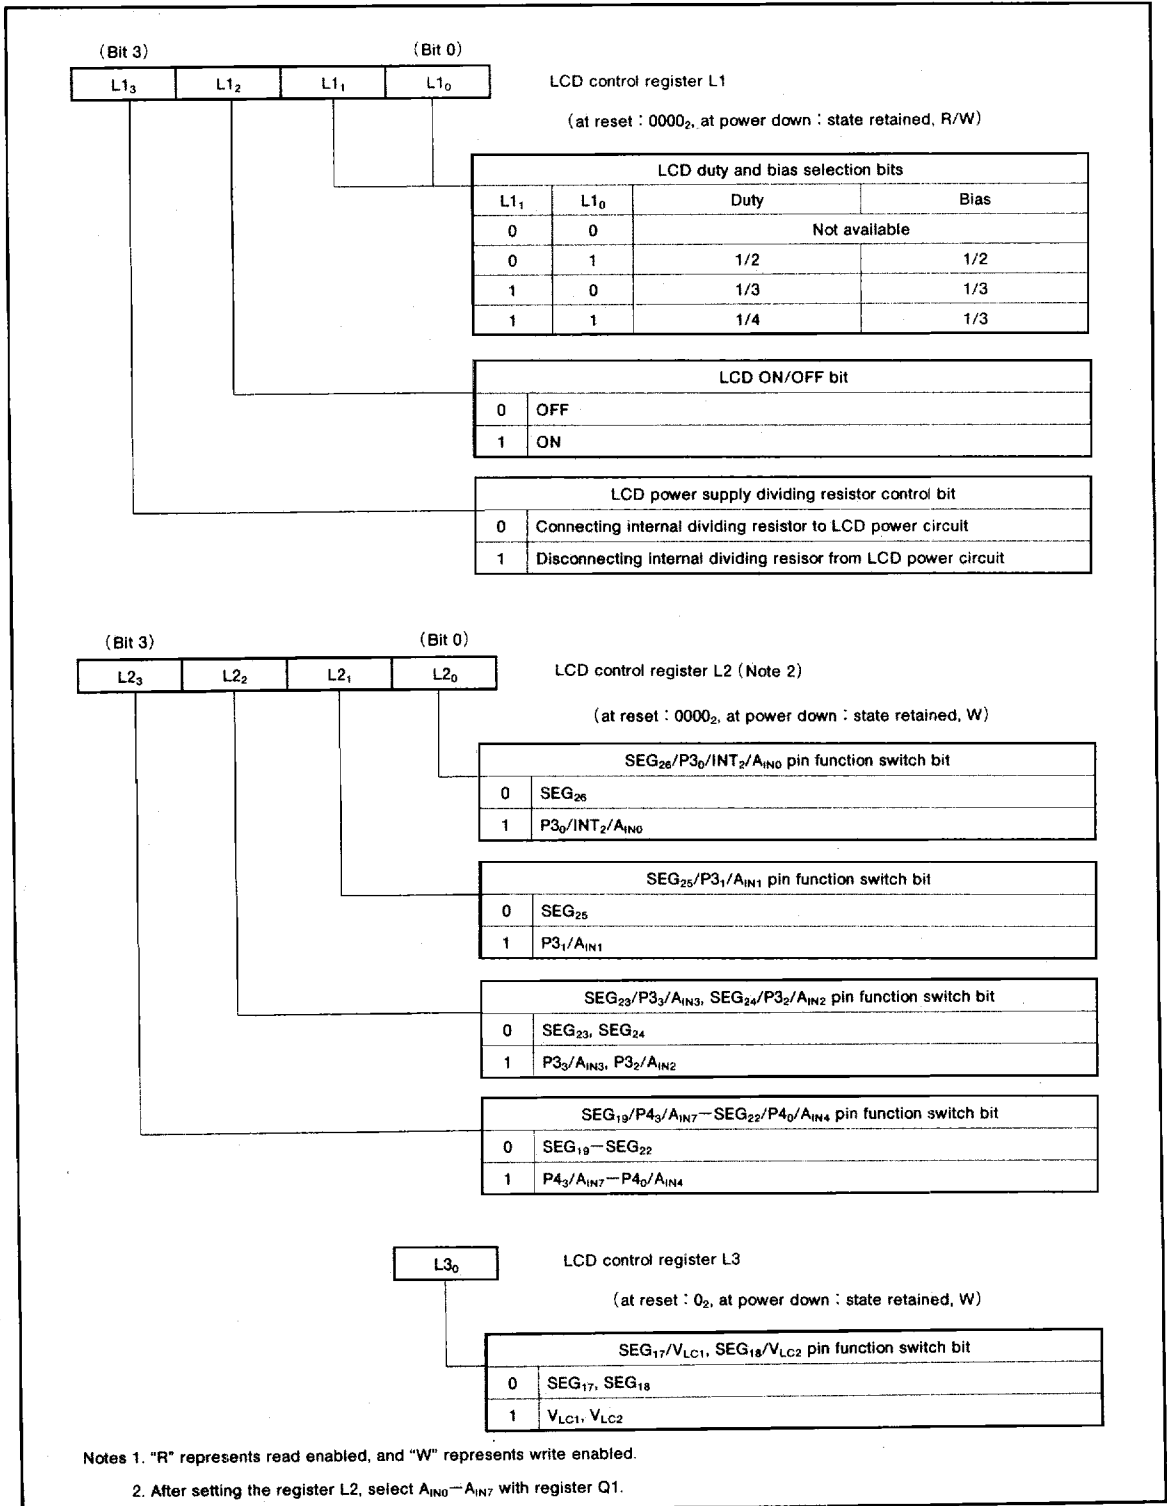 (Bit 3) (Bit 0)
L1₃ L1₂ L1₁ L1₀ LCD control register L1
(at reset : 0000₂, at power down : state retained, R/W)
LCD duty and bias selection bits
L1₁ L1₀ Duty Bias
0 0 Not available
0 1 1/2 1/2
1 0 1/3 1/3
1 1 1/4 1/3
LCD ON/OFF bit
0 OFF
1 ON
LCD power supply dividing resistor control bit
0 Connecting internal dividing resistor to LCD power circuit
1 Disconnecting internal dividing resisor from LCD power circuit
(Bit 3) (Bit 0)
L2₃ L2₂ L2₁ L2₀ LCD control register L2 (Note 2)
(at reset : 0000₂, at power down : state retained, W)
SEG₂₆/P3₀/INT₂/A_IN0 pin function switch bit
0 SEG₂₆
1 P3₀/INT₂/A_IN0
SEG₂₅/P3₁/A_IN1 pin function switch bit
0 SEG₂₅
1 P3₁/A_IN1
SEG₂₃/P3₃/A_IN3, SEG₂₄/P3₂/A_IN2 pin function switch bit
0 SEG₂₃, SEG₂₄
1 P3₃/A_IN3, P3₂/A_IN2
SEG₁₉/P4₃/A_IN7—SEG₂₂/P4₀/A_IN4 pin function switch bit
0 SEG₁₉—SEG₂₂
1 P4₃/A_IN7—P4₀/A_IN4
L3₀ LCD control register L3
(at reset : 0₂, at power down : state retained, W)
SEG₁₇/V_LC1, SEG₁₈/V_LC2 pin function switch bit
0 SEG₁₇, SEG₁₈
1 V_LC1, V_LC2
Notes 1. "R" represents read enabled, and "W" represents write enabled.
2. After setting the register L2, select A_IN0—A_IN7 with register Q1.